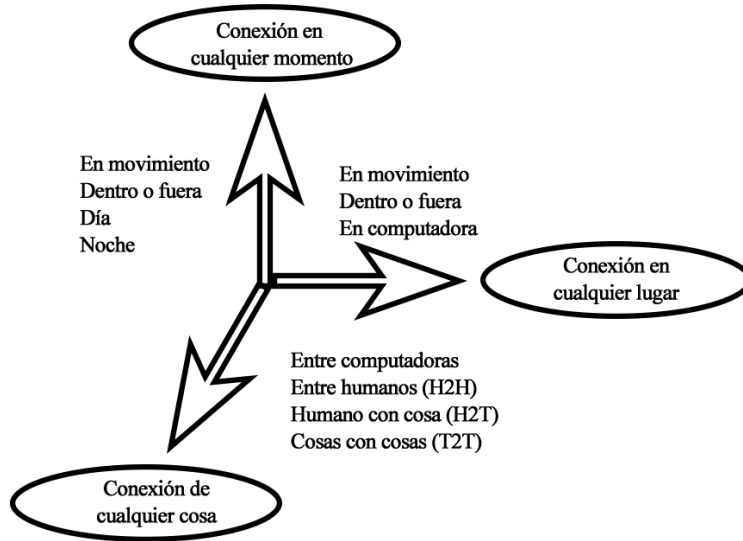 Conexión en
cualquier momento
En movimiento
Dentro o fuera
Día
Noche
En movimiento
Dentro o fuera
En computadora
Conexión en
cualquier lugar
Entre computadoras
Entre humanos (H2H)
Humano con cosa (H2T)
Cosas con cosas (T2T)
Conexión de
cualquier cosa